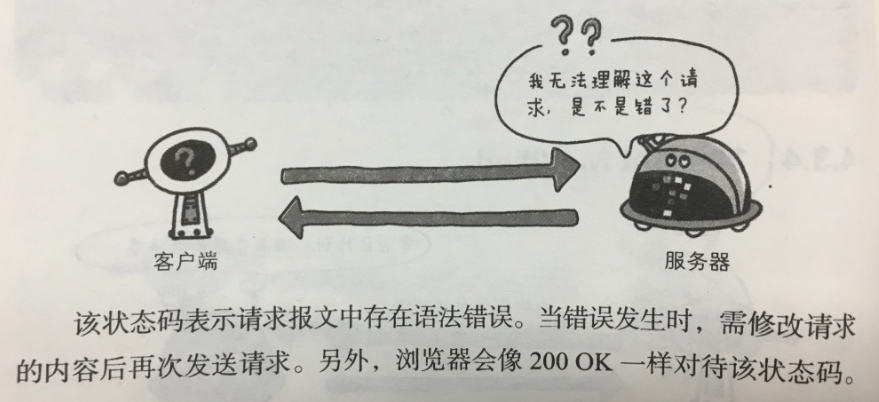 ??
我无法理解这个请
求，是不是错了？
?
客户端
服务器
该状态码表示请求报文中存在语法错误。当错误发生时，需修改请求
的内容后再次发送请求。另外，浏览器会像 200 OK 一样对待该状态码。